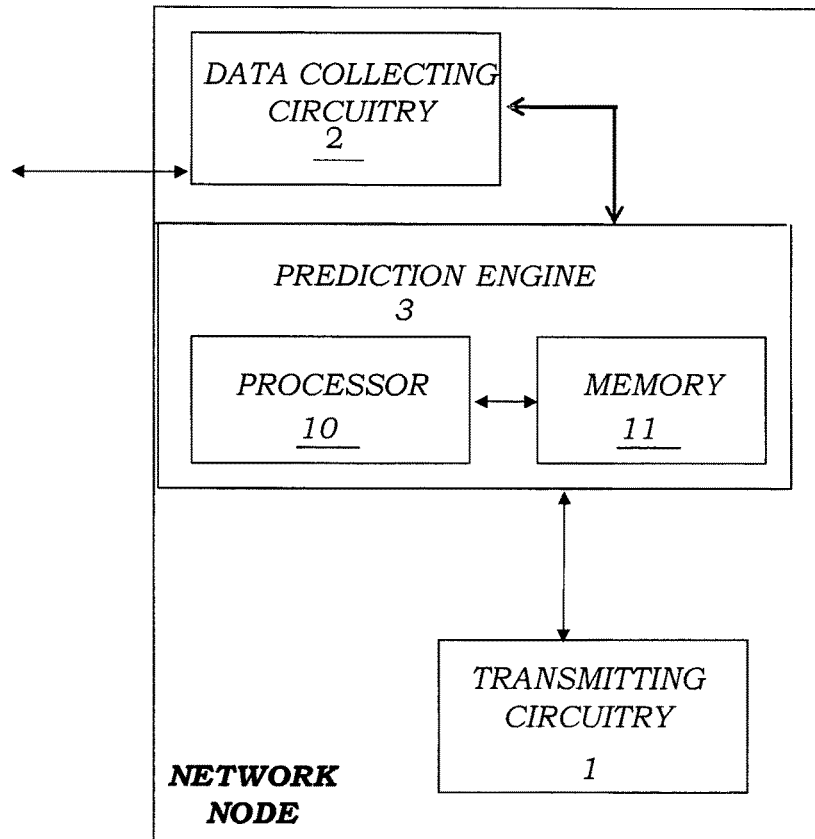 DATA COLLECTING
CIRCUITRY
2
PREDICTION ENGINE
3
PROCESSOR
10
MEMORY
11
TRANSMITTING
CIRCUITRY
1
NETWORK
NODE